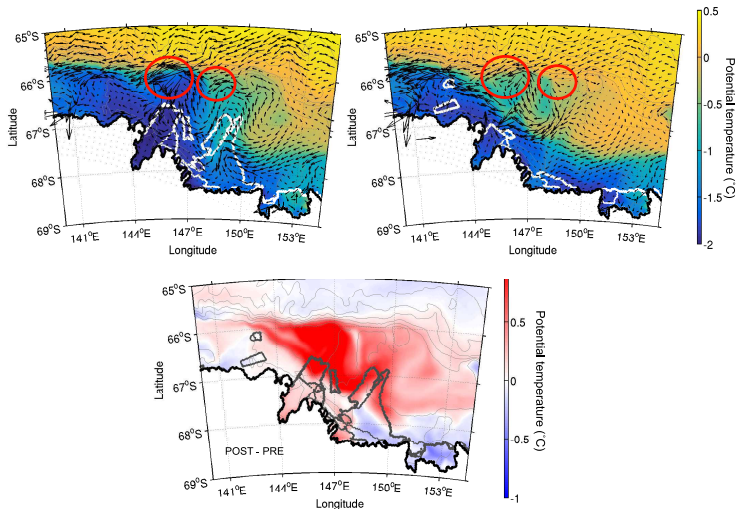 65°S
66°S
67°S
68°S
69°S
141°E
144°E
147°E
150°E
153°E
Latitude
Longitude
65°S
66°S
67°S
68°S
69°S
141°E
144°E
147°E
150°E
153°E
Latitude
Longitude
0.5
0
-0.5
-1
-1.5
-2
Potential temperature (°C)
65°S
66°S
67°S
68°S
69°S
141°E
144°E
147°E
150°E
153°E
Latitude
Longitude
POST - PRE
0.5
0
-0.5
-1
Potential temperature (°C)